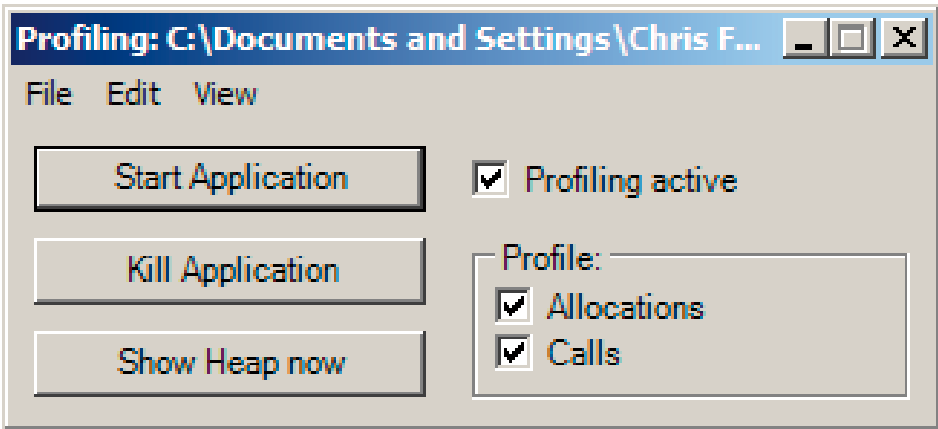 Profiling: C:\Documents and Settings\Chris F...
File Edit View
Start Application
Profiling active
Kill Application
Profile:
Allocations
Show Heap now
Calls